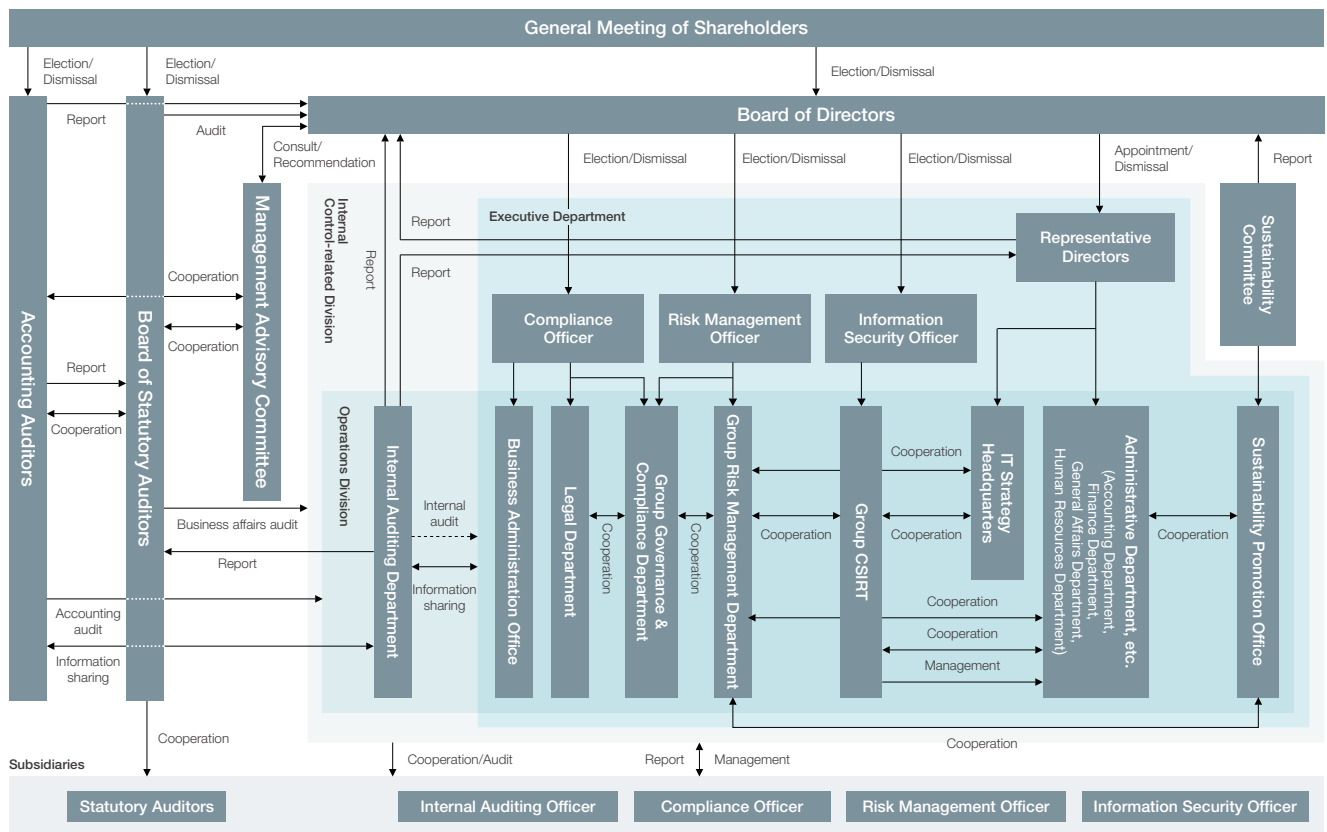 General Meeting of Shareholders
Election/
Dismissal
Election/
Dismissal
Election/Dismissal
Board of Directors
Report
Audit
Consult/
Recommendation
Election/Dismissal
Election/Dismissal
Election/Dismissal
Appointment/
Dismissal
Report
Accounting Auditors
Board of Statutory Auditors
Management Advisory Committee
Internal
Control-related Division
Report
Executive Department
Report
Report
Representative
Directors
Sustainability
Committee
Cooperation
Cooperation
Report
Cooperation
Compliance
Officer
Risk Management
Officer
Information
Security Officer
Operations Division
Internal Auditing Department
Internal
audit
Information
sharing
Business Administration Office
Legal Department
Cooperation
Group Governance &
Compliance Department
Cooperation
Group Risk Management Department
Cooperation
Group CSIRT
Cooperation
Cooperation
IT Strategy
Headquarters
Cooperation
Cooperation
Management
Administrative Department, etc.
(Accounting Department,
Finance Department,
General Affairs Department,
Human Resources Department)
Cooperation
Sustainability Promotion Office
Business affairs audit
Report
Accounting
audit
Information
sharing
Cooperation
Cooperation
Cooperation/Audit
Report
Management
Subsidiaries
Statutory Auditors
Internal Auditing Officer
Compliance Officer
Risk Management Officer
Information Security Officer